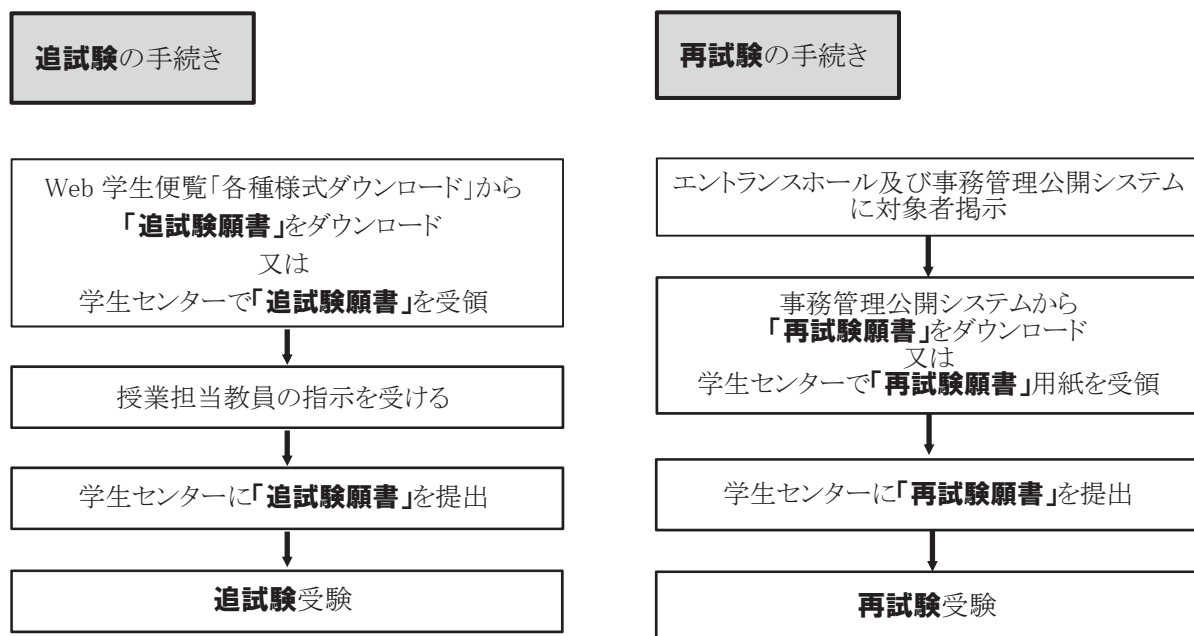 追試験の手続き
Web 学生便覧「各種様式ダウンロード」から
「追試験願書」をダウンロード
又は
学生センターで「追試験願書」を受領
授業担当教員の指示を受ける
学生センターに「追試験願書」を提出
追試験受験
再試験の手続き
エントランスホール及び事務管理公開システム
に対象者掲示
事務管理公開システムから
「再試験願書」をダウンロード
又は
学生センターで「再試験願書」用紙を受領
学生センターに「再試験願書」を提出
再試験受験